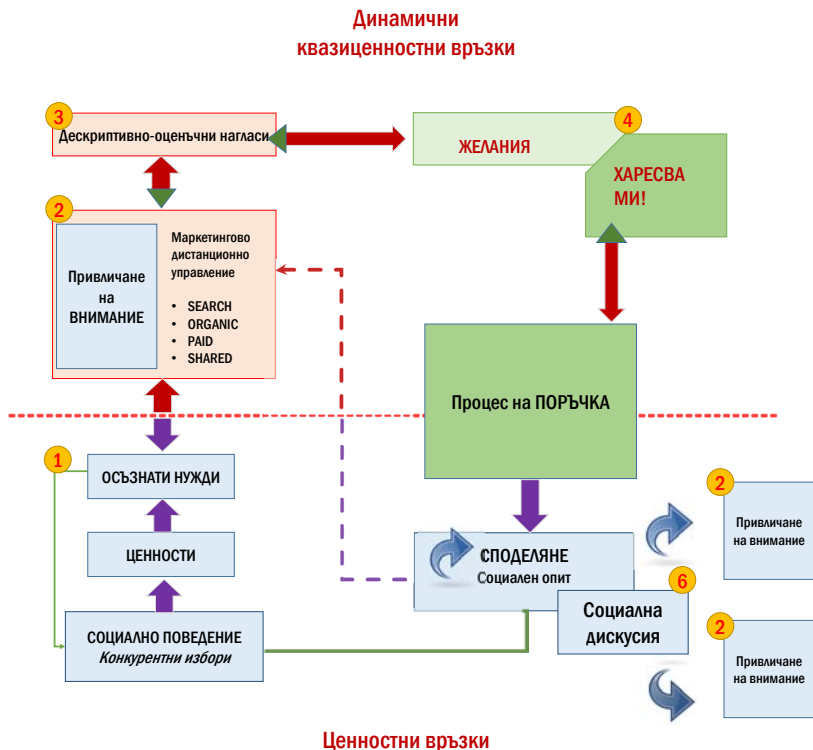 Динамични
квазиценностни връзки
3
Дескриптивно-оценъчни нагласи
4
ЖЕЛАНИЯ
ХАРЕСВА
МИ!
2
Привличане
на
ВНИМАНИЕ
Маркетингово
дистанционно
управление
• SEARCH
• ORGANIC
• PAID
• SHARED
Процес на ПОРЪЧКА
1
ОСЪЗНАТИ НУЖДИ
ЦЕННОСТИ
СОЦИАЛНО ПОВЕДЕНИЕ
Конкурентни избори
СПОДЕЛЯНЕ
Социален опит
6
Социална
дискусия
2
Привличане
на внимание
2
Привличане
на внимание
Ценностни връзки